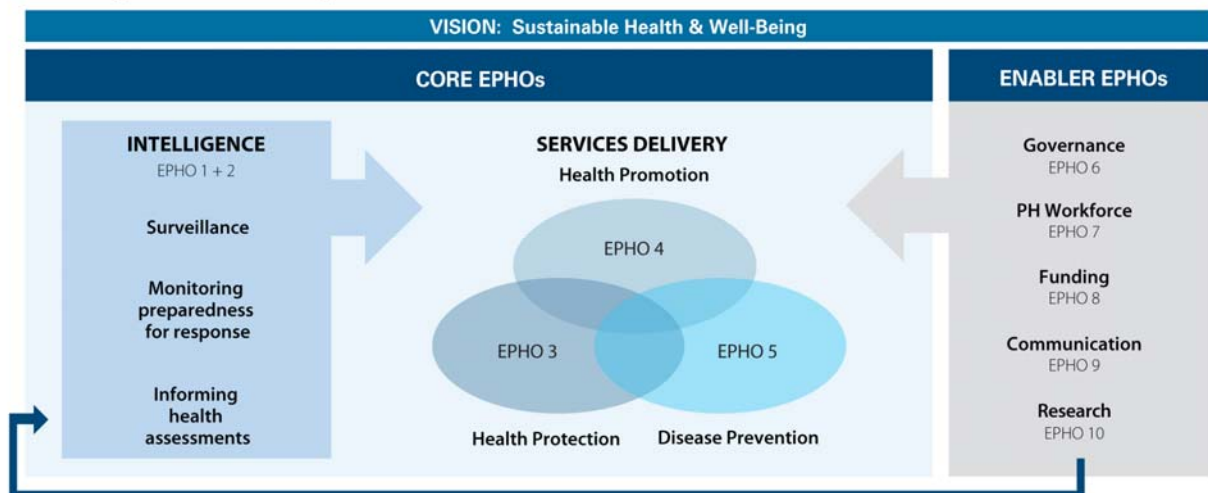 VISION: Sustainable Health & Well-Being
CORE EPHOs
ENABLER EPHOs
INTELLIGENCE
EPHO 1 + 2
Surveillance
Monitoring
preparedness
for response
Informing
health
assessments
SERVICES DELIVERY
Health Promotion
EPHO 4
EPHO 3
EPHO 5
Health Protection
Disease Prevention
Governance
EPHO 6
PH Workforce
EPHO 7
Funding
EPHO 8
Communication
EPHO 9
Research
EPHO 10